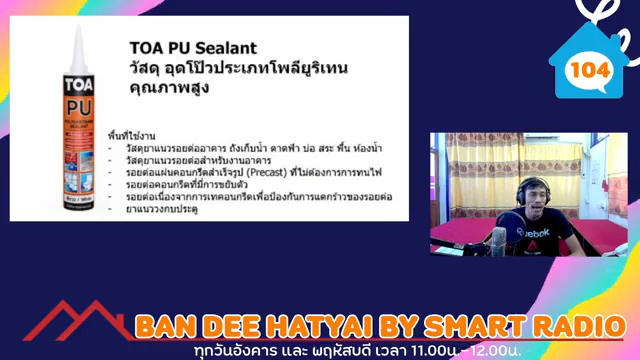 TOA PU Sealant
วัสดุ อุดโป๊วประเภทโพลียูริเทน
คุณภาพสูง
TOA
PU
พื้นที่ใช้งาน
- วัสดุยาแนวรอยต่ออาคาร ถังเก็บน้ำ ดาดฟ้า บ่อ สระ พื้น ห้องน้ำ
- วัสดุยาแนวรอยต่อสำหรับงานอาคาร
- รอยต่อแผ่นคอนกรีตสำเร็จรูป (Precast) ที่ไม่ต้องการการทนไฟ
- รอยต่อคอนกรีตที่มีการขยับตัว
- รอยต่อเนื่องจากการเทคอนกรีตเพื่อป้องกันการแตกร้าวของรอยต่อ
- ยาแนววงกบประตู
104
Reebok
BAN DEE HATYAI BY SMART RADIO
ทุกวันอังคาร และ พฤหัสบดี เวลา 11.00น.-12.00น.